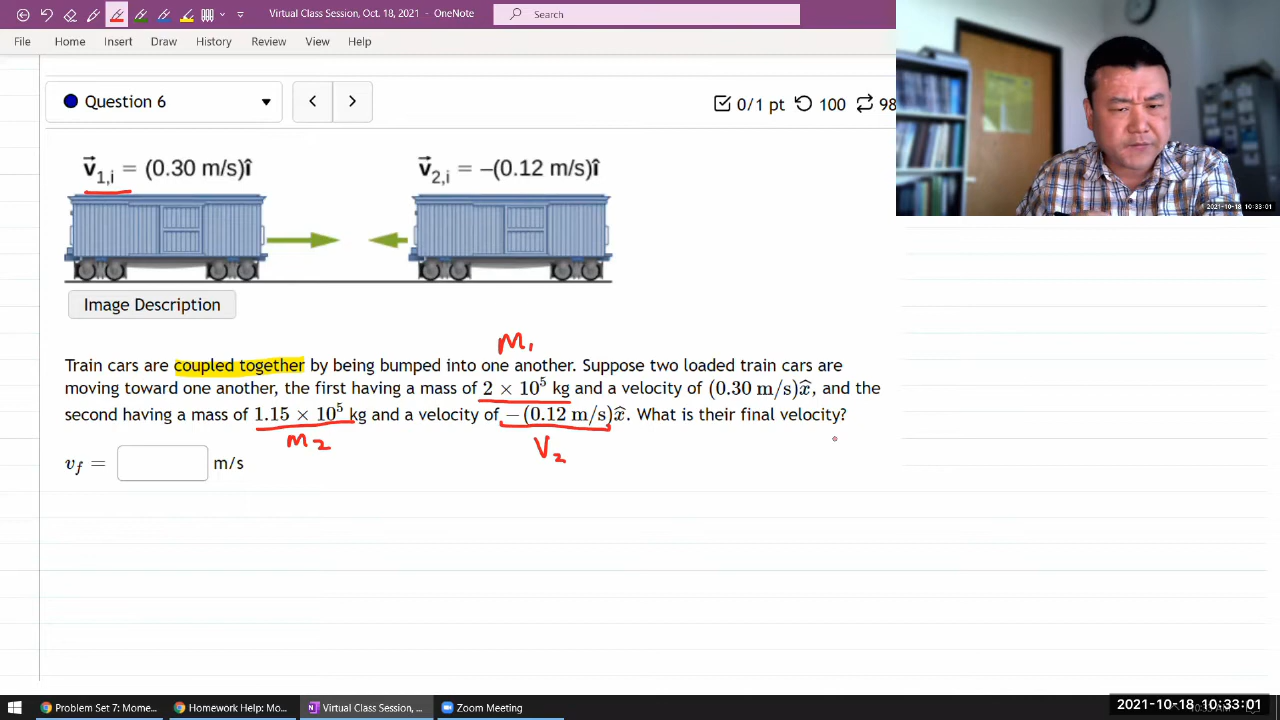 Virtual Class Session, Oct. 18, 2021 - OneNote
Search
File Home Insert Draw History Review View Help
Question 6
0/1 pt 100 98
v⃗1,i = (0.30 m/s)î
v⃗2,i = –(0.12 m/s)î
Image Description
M1
Train cars are coupled together by being bumped into one another. Suppose two loaded train cars are
moving toward one another, the first having a mass of 2 × 10⁵ kg and a velocity of (0.30 m/s)x̂, and the
second having a mass of 1.15 × 10⁵ kg and a velocity of −(0.12 m/s)x̂. What is their final velocity?
M2
V2
vf = m/s
2021-10-18 10:33:01
Problem Set 7: Mome...
Homework Help: Mo...
Virtual Class Session, ...
Zoom Meeting
2021-10-18 10:33:01